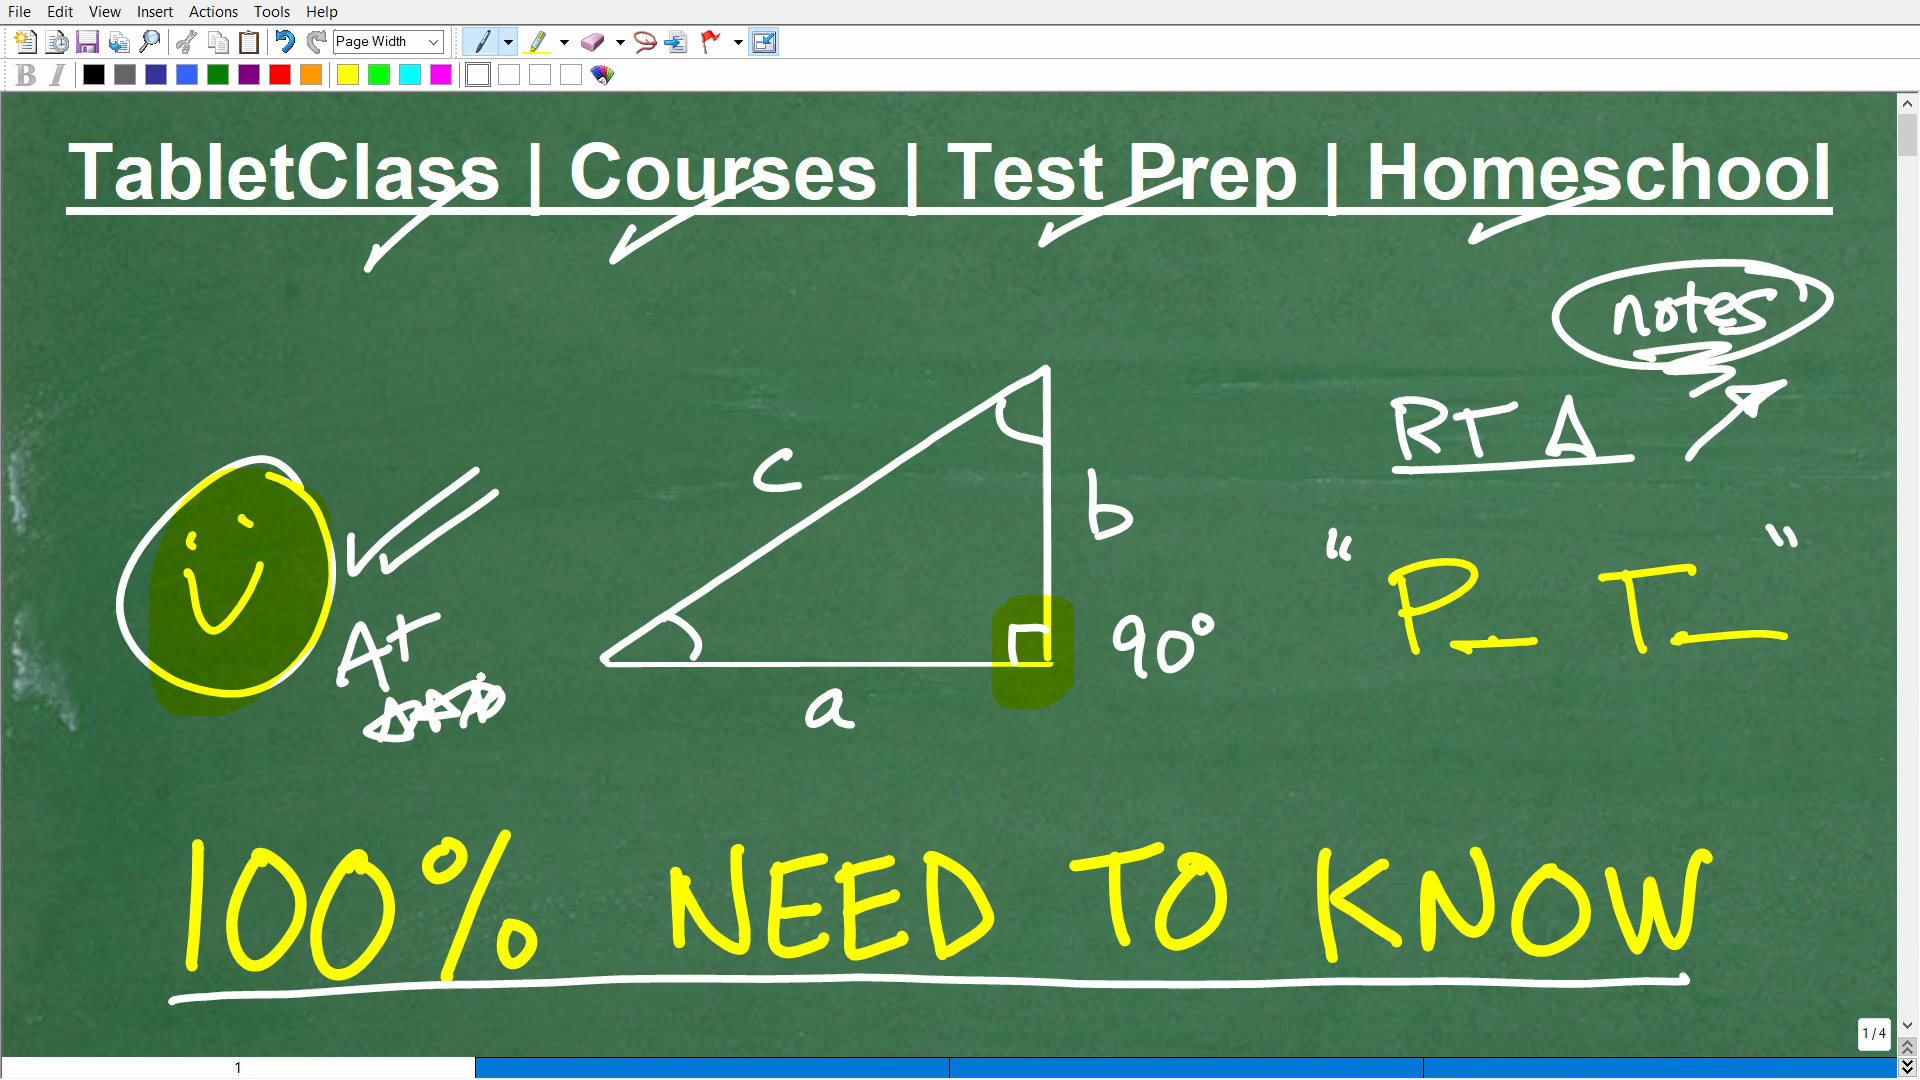 File Edit View Insert Actions Tools Help
Page Width
B I
TabletClass | Courses | Test Prep | Homeschool
notes
RT Δ
c
b
"P_ T_"
A+
90°
a
100% NEED TO KNOW
1 / 4
1